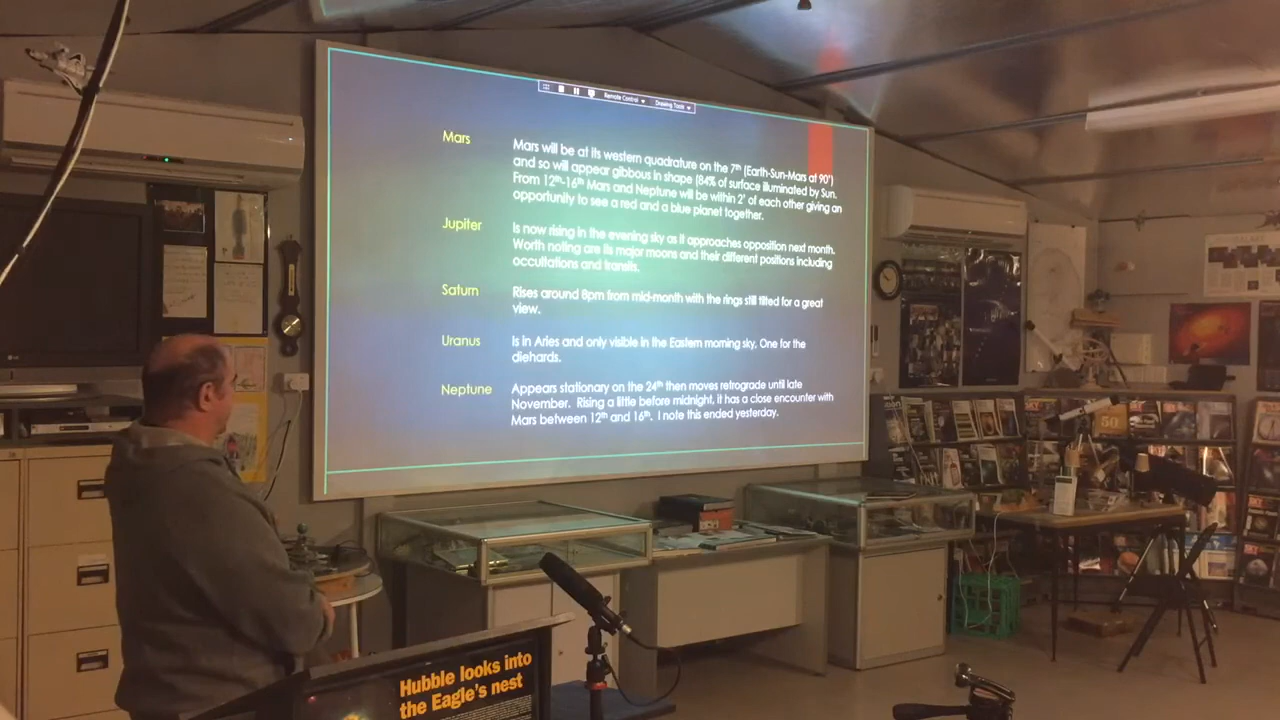 Remote Control
Drawing Tools
Mars
Mars will be at its western quadrature on the 7th (Earth-Sun-Mars at 90°)
and so will appear gibbous in shape (84% of surface illuminated by Sun.
From 12th-16th Mars and Neptune will be within 2° of each other giving an
opportunity to see a red and a blue planet together.
Jupiter
Is now rising in the evening sky as it approaches opposition next month.
Worth noting are its major moons and their different positions including
occultations and transits.
Saturn
Rises around 8pm from mid-month with the rings still tilted for a great
view.
Uranus
Is in Aries and only visible in the Eastern morning sky, One for the
diehards.
Neptune
Appears stationary on the 24th then moves retrograde until late
November. Rising a little before midnight, it has a close encounter with
Mars between 12th and 16th. I note this ended yesterday.
LG
50
Hubble looks into
the Eagle's nest